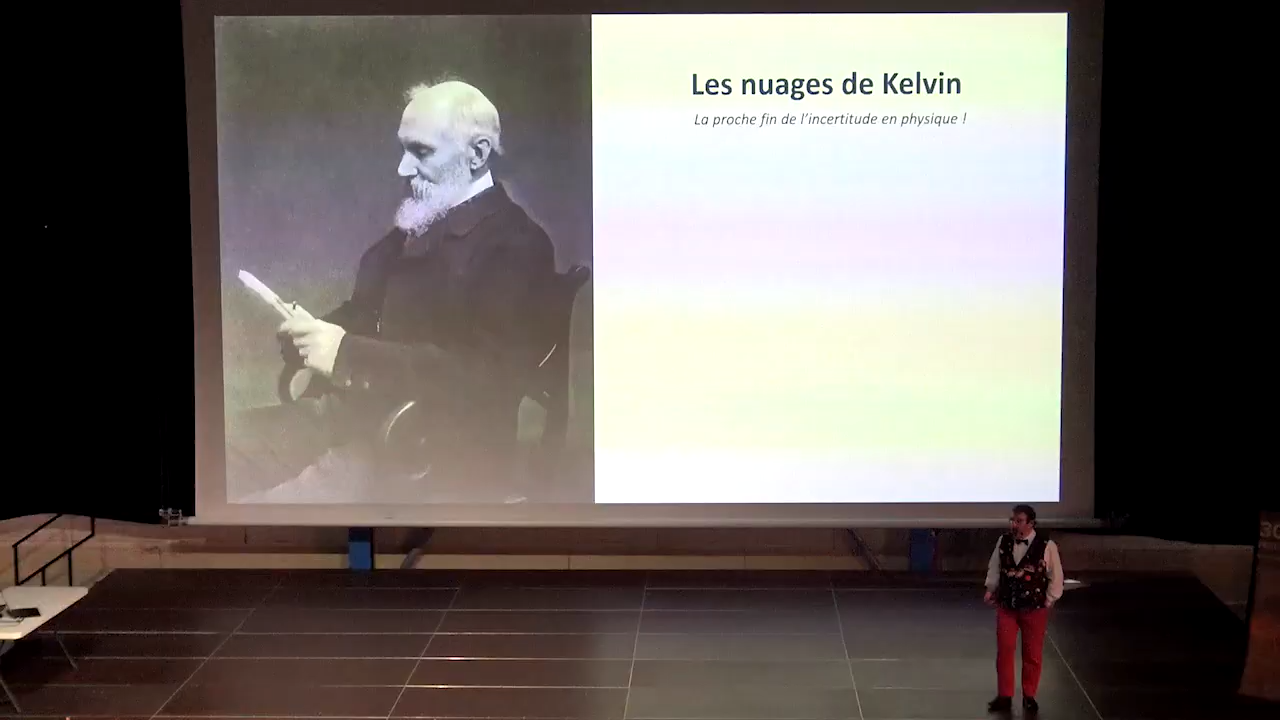 Les nuages de Kelvin
La proche fin de l'incertitude en physique !